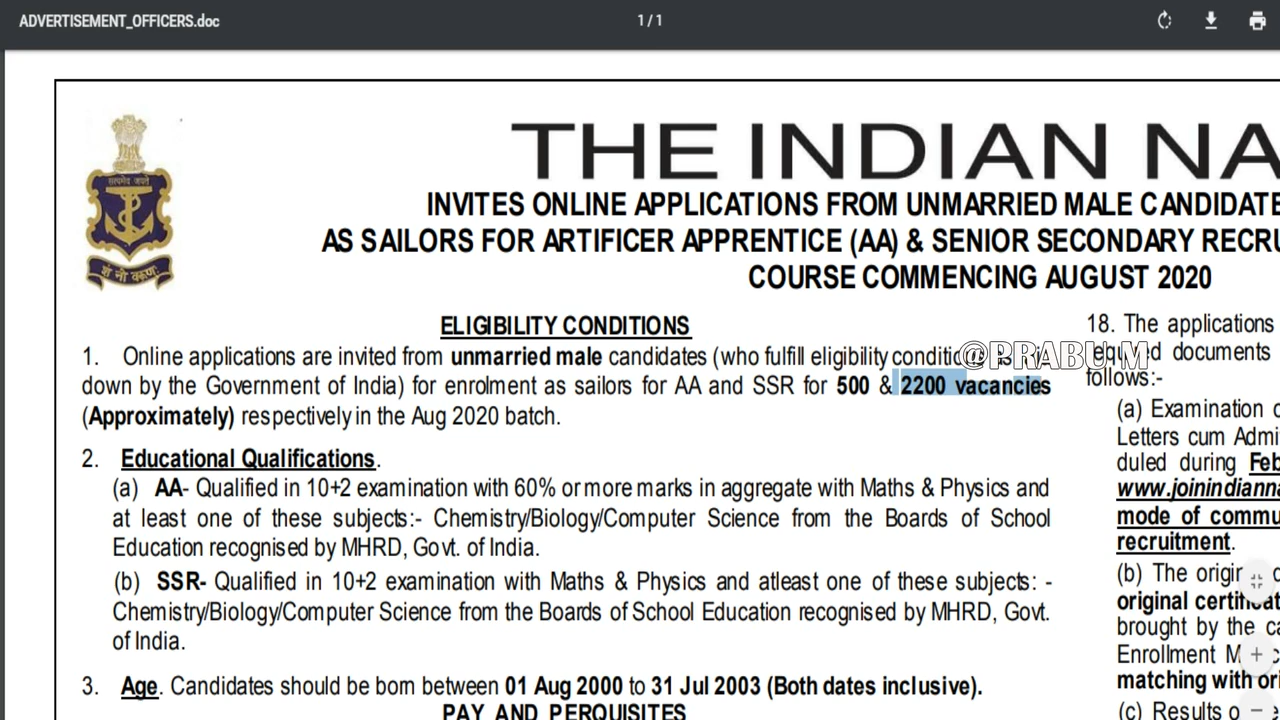 ADVERTISEMENT_OFFICERS.doc
1 / 1
THE INDIAN NA
INVITES ONLINE APPLICATIONS FROM UNMARRIED MALE CANDIDATE
AS SAILORS FOR ARTIFICER APPRENTICE (AA) & SENIOR SECONDARY RECRU
COURSE COMMENCING AUGUST 2020
सत्यमेव जयते
शं नो वरूणः
ELIGIBILITY CONDITIONS
1. Online applications are invited from unmarried male candidates (who fulfill eligibility
down by the Government of India) for enrolment as sailors for AA and SSR for 500 & 2200 vacancies
(Approximately) respectively in the Aug 2020 batch.
2. Educational Qualifications.
(a) AA- Qualified in 10+2 examination with 60% or more marks in aggregate with Maths & Physics and
at least one of these subjects:- Chemistry/Biology/Computer Science from the Boards of School
Education recognised by MHRD, Govt. of India.
(b) SSR- Qualified in 10+2 examination with Maths & Physics and atleast one of these subjects: -
Chemistry/Biology/Computer Science from the Boards of School Education recognised by MHRD, Govt.
of India.
3. Age. Candidates should be born between 01 Aug 2000 to 31 Jul 2003 (Both dates inclusive).
PAY AND PERQUISITES
@PRABU M
18. The applications
documents
follows:-
(a) Examination
Letters cum Admi
duled during Feb
www.joinindianna
mode of commu
recruitment.
(b) The origin
original certificat
brought by the ca
Enrollment M
matching with ori
(c) Results